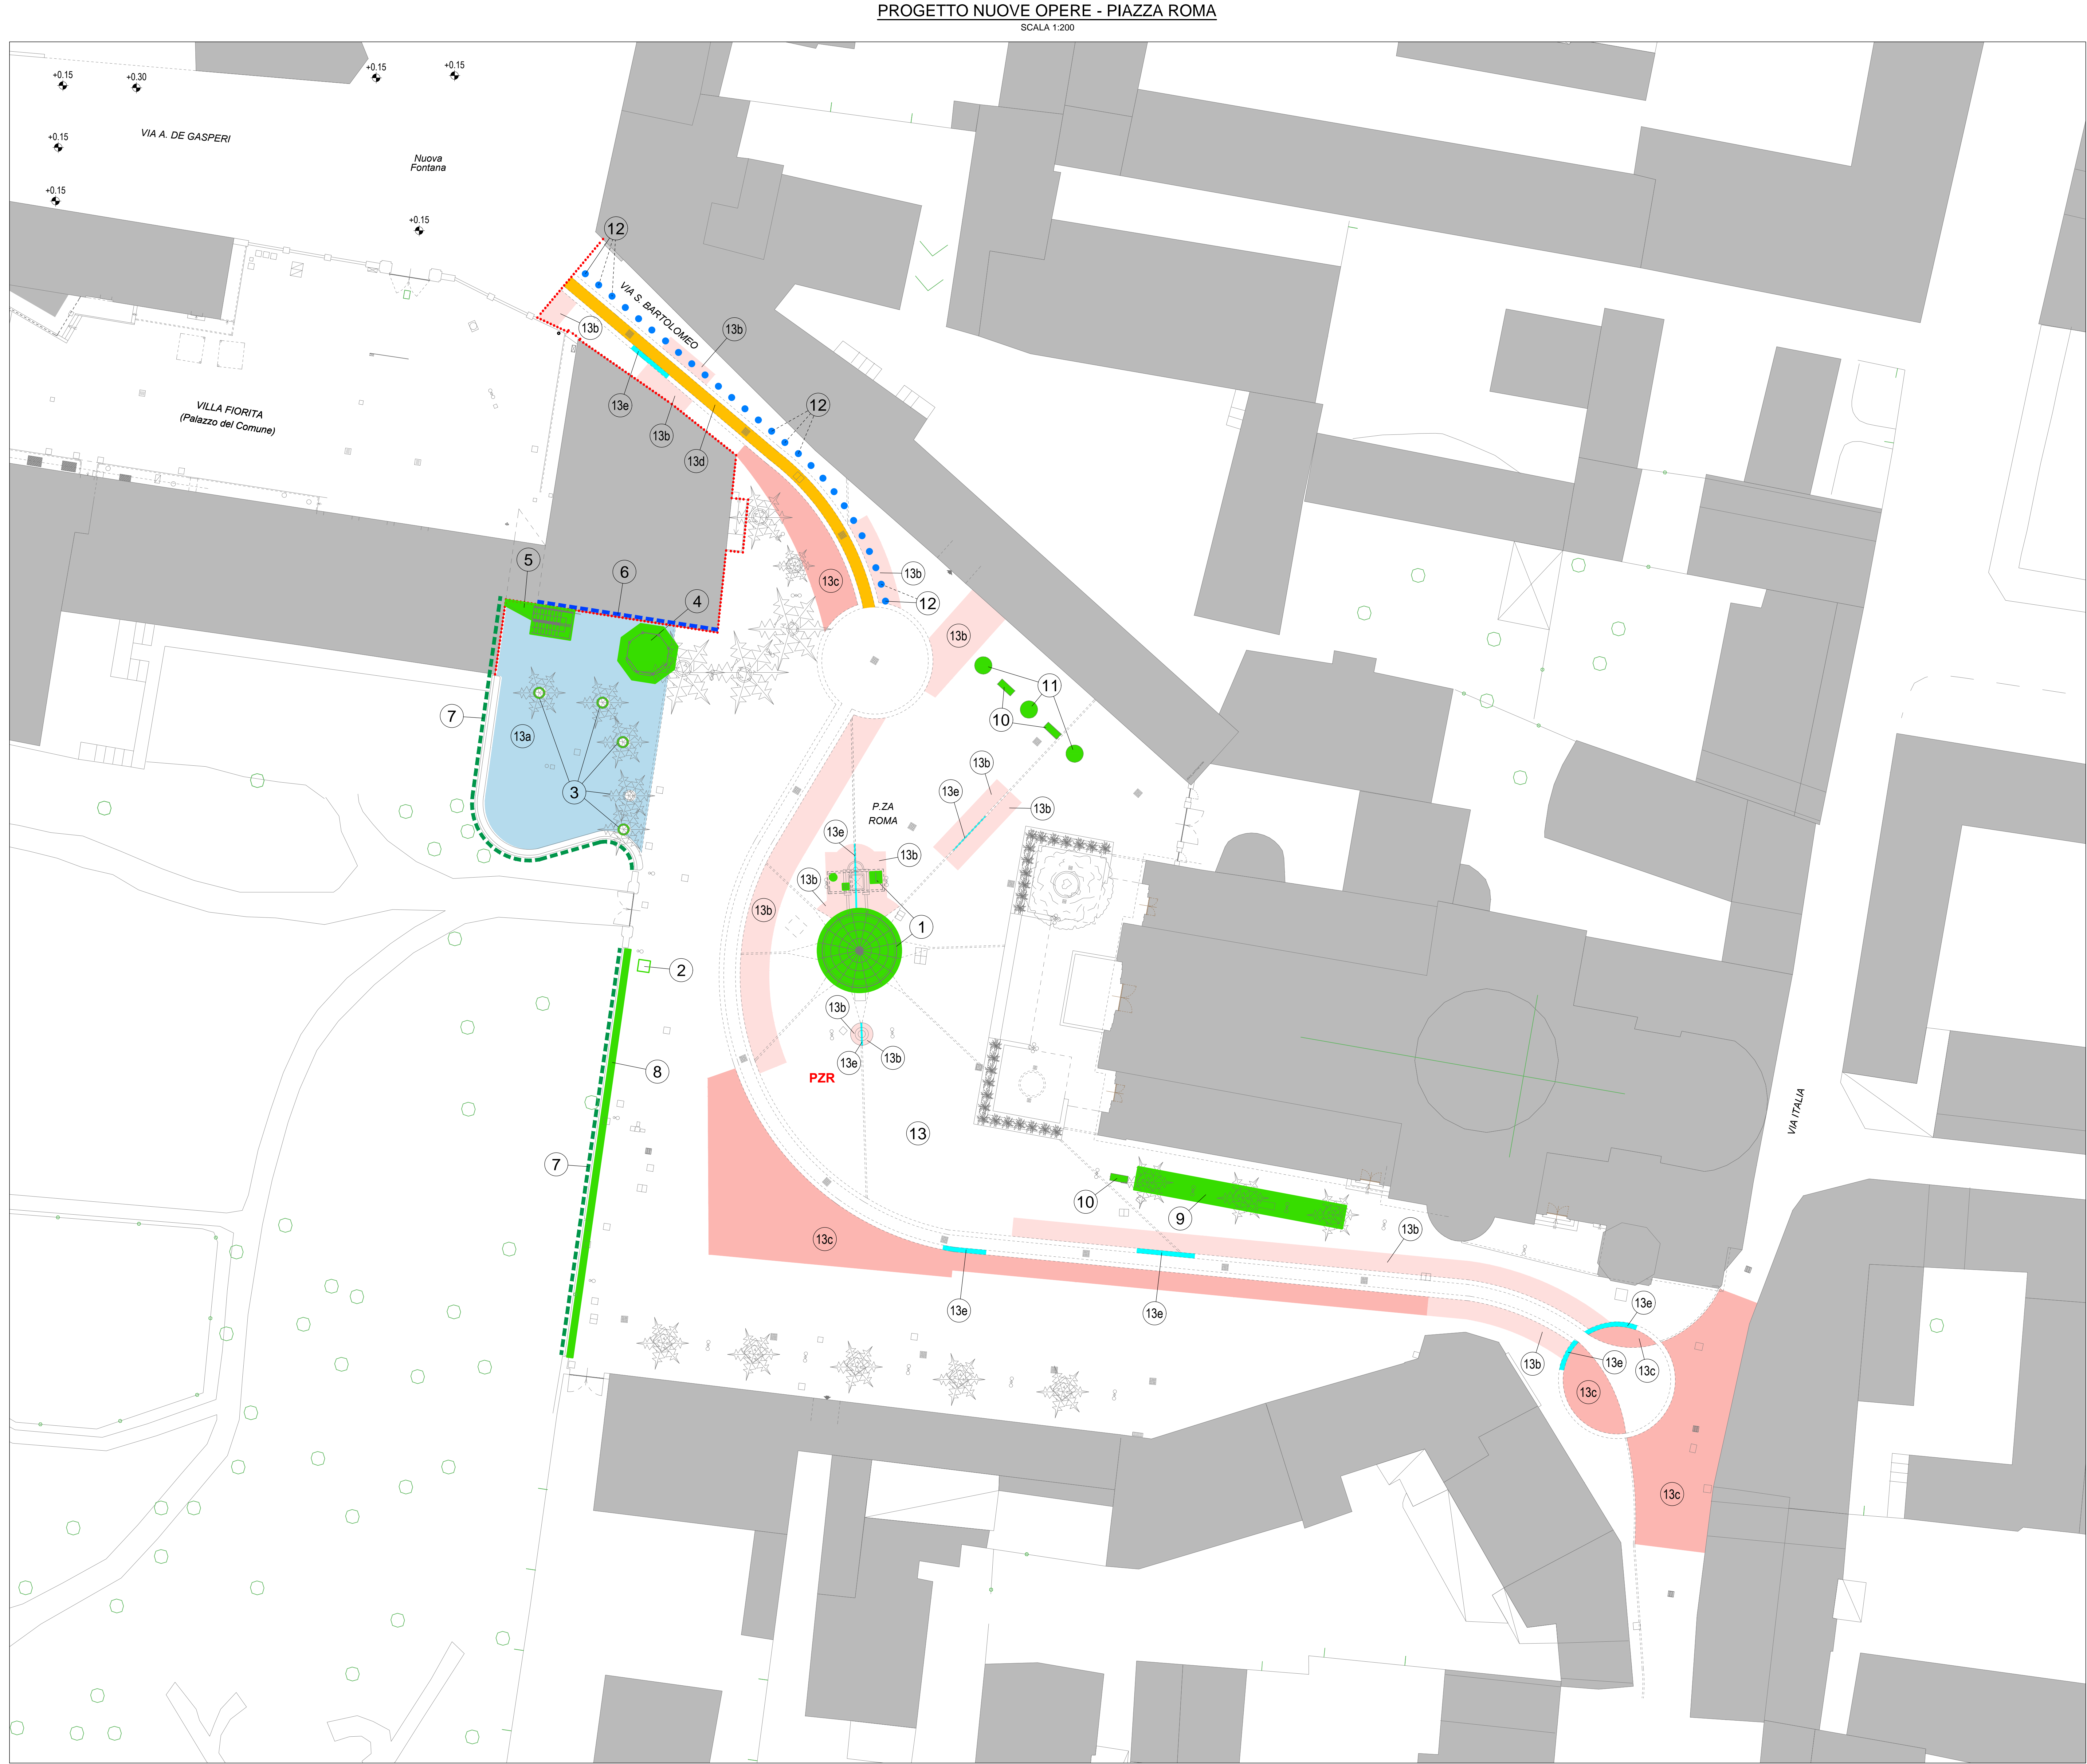 PROGETTO NUOVE OPERE - PIAZZA ROMA
SCALA 1:200
+0.15
+0.30
+0.15
+0.15
+0.15
VIA A. DE GASPERI
Nuova
Fontana
+0.15
+0.15
12
VIA S. BARTOLOMEO
13b
13b
13e
12
VILLA FIORITA
(Palazzo del Comune)
13b
13d
5
6
13c
13b
4
12
13b
11
7
10
13a
13b
3
13e
P.ZA
ROMA
13b
13e
13b
13b
13b
1
2
13b
13e
13b
8
PZR
VIA ITALIA
13
7
10
9
13b
13c
13e
13e
13e
13b
13e
13c
13c
13c